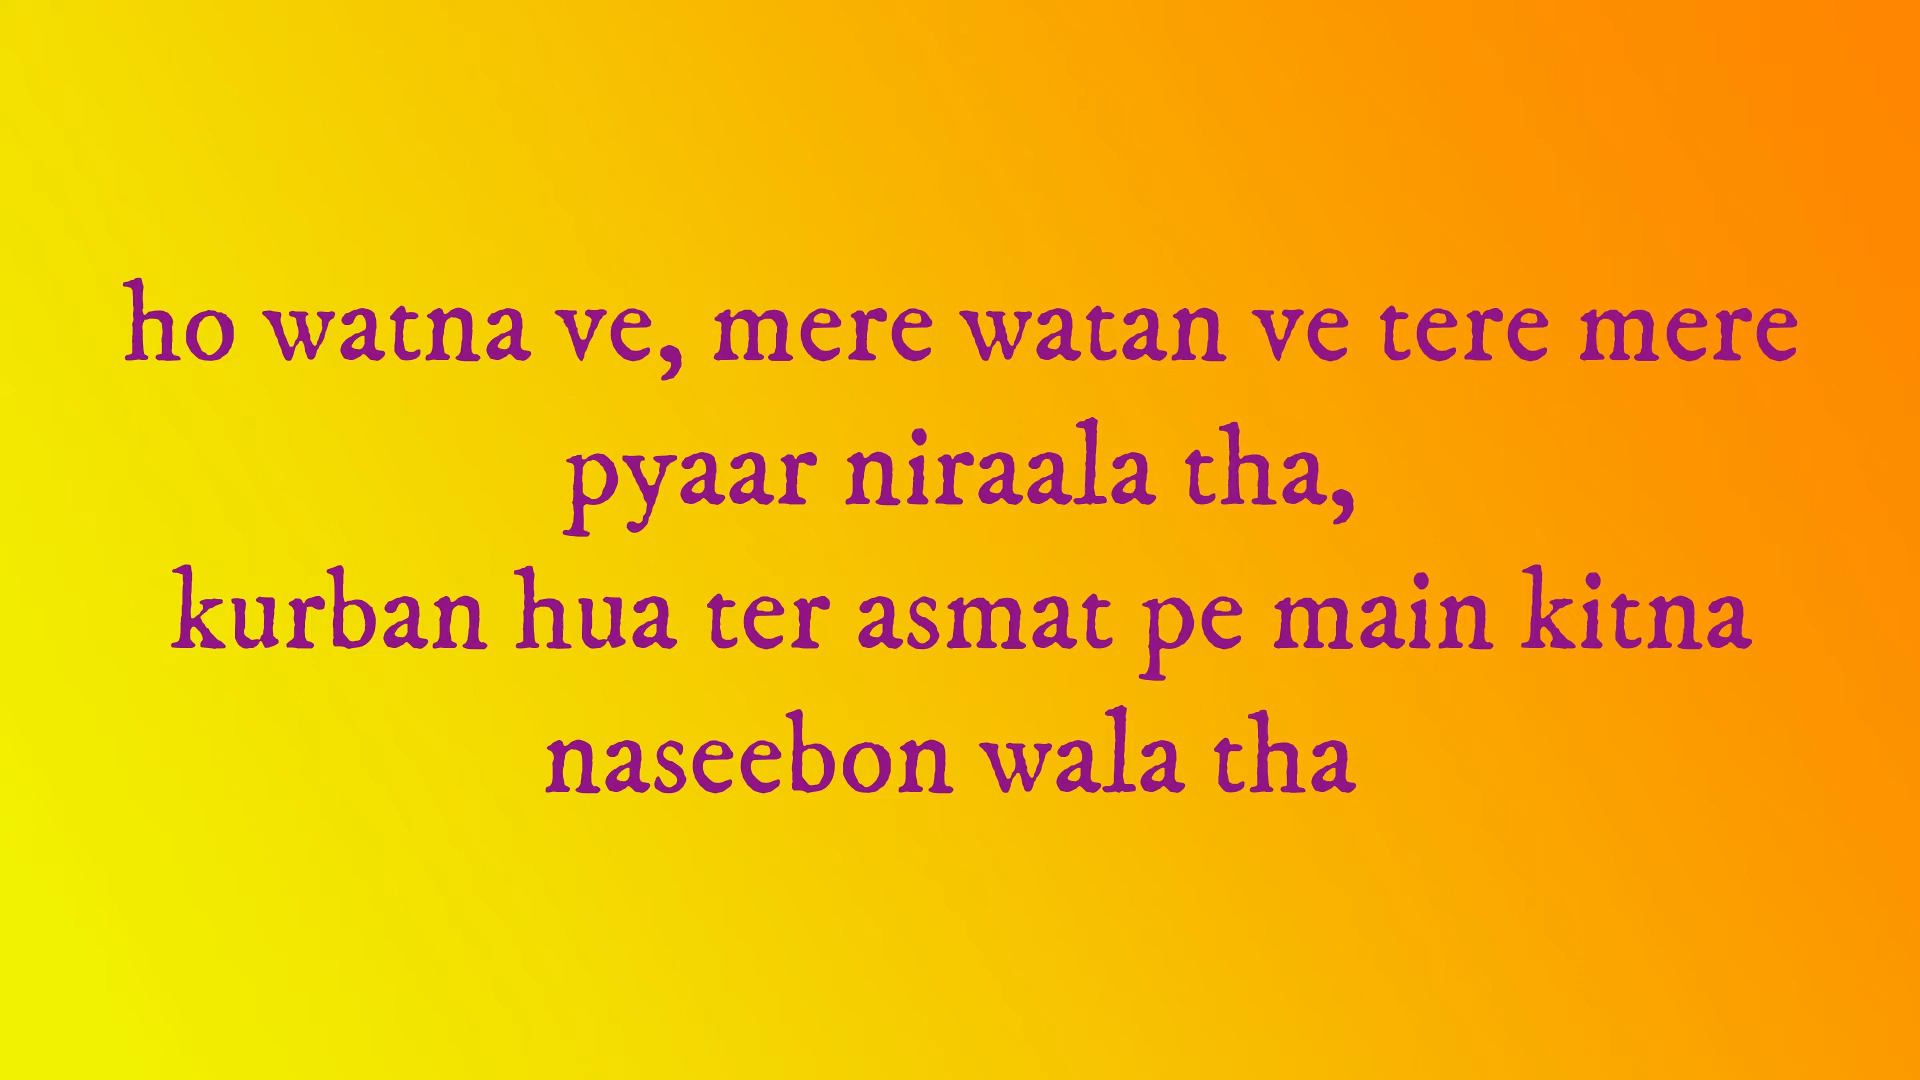 ho watna ve, mere watan ve tere mere
pyaar niraala tha,
kurban hua ter asmat pe main kitna
naseebon wala tha